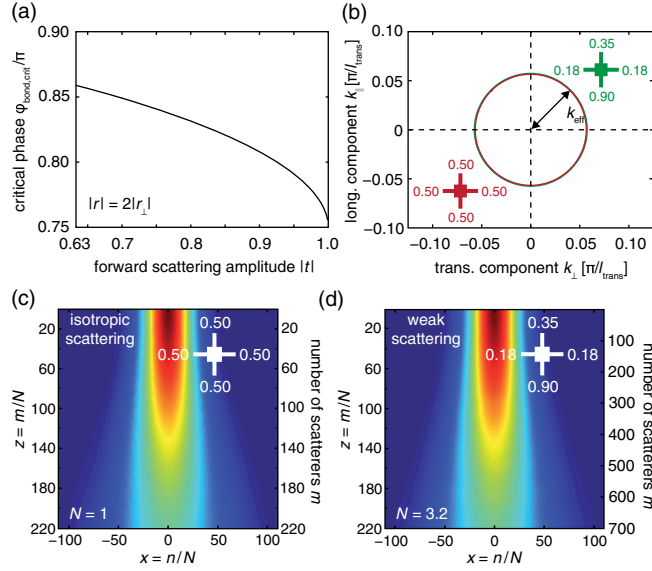 (a)
critical phase φbond,crit/π
0.90
0.85
0.80
0.75
|r| = 2|r⊥|
0.63 0.7 0.8 0.9 1.0
forward scattering amplitude |t|
(b)
long. component k∥ [π/ltrans]
0.10
0.05
0
-0.05
-0.10
0.35
0.18 0.18
0.90
keff
0.50
0.50 0.50
0.50
-0.05 0 0.05
-0.10 0.10
trans. component k⊥ [π/ltrans]
(c)
isotropic
scattering
0.50
0.50 0.50
0.50
z = m/N
20
60
100
140
180
220
N = 1
20
60
100
140
180
220
number of scatterers m
-100 -50 0 50 100
x = n/N
(d)
weak
scattering
0.35
0.18 0.18
0.90
z = m/N
20
60
100
140
180
220
N = 3.2
100
200
300
400
500
600
700
number of scatterers m
-100 -50 0 50 100
x = n/N